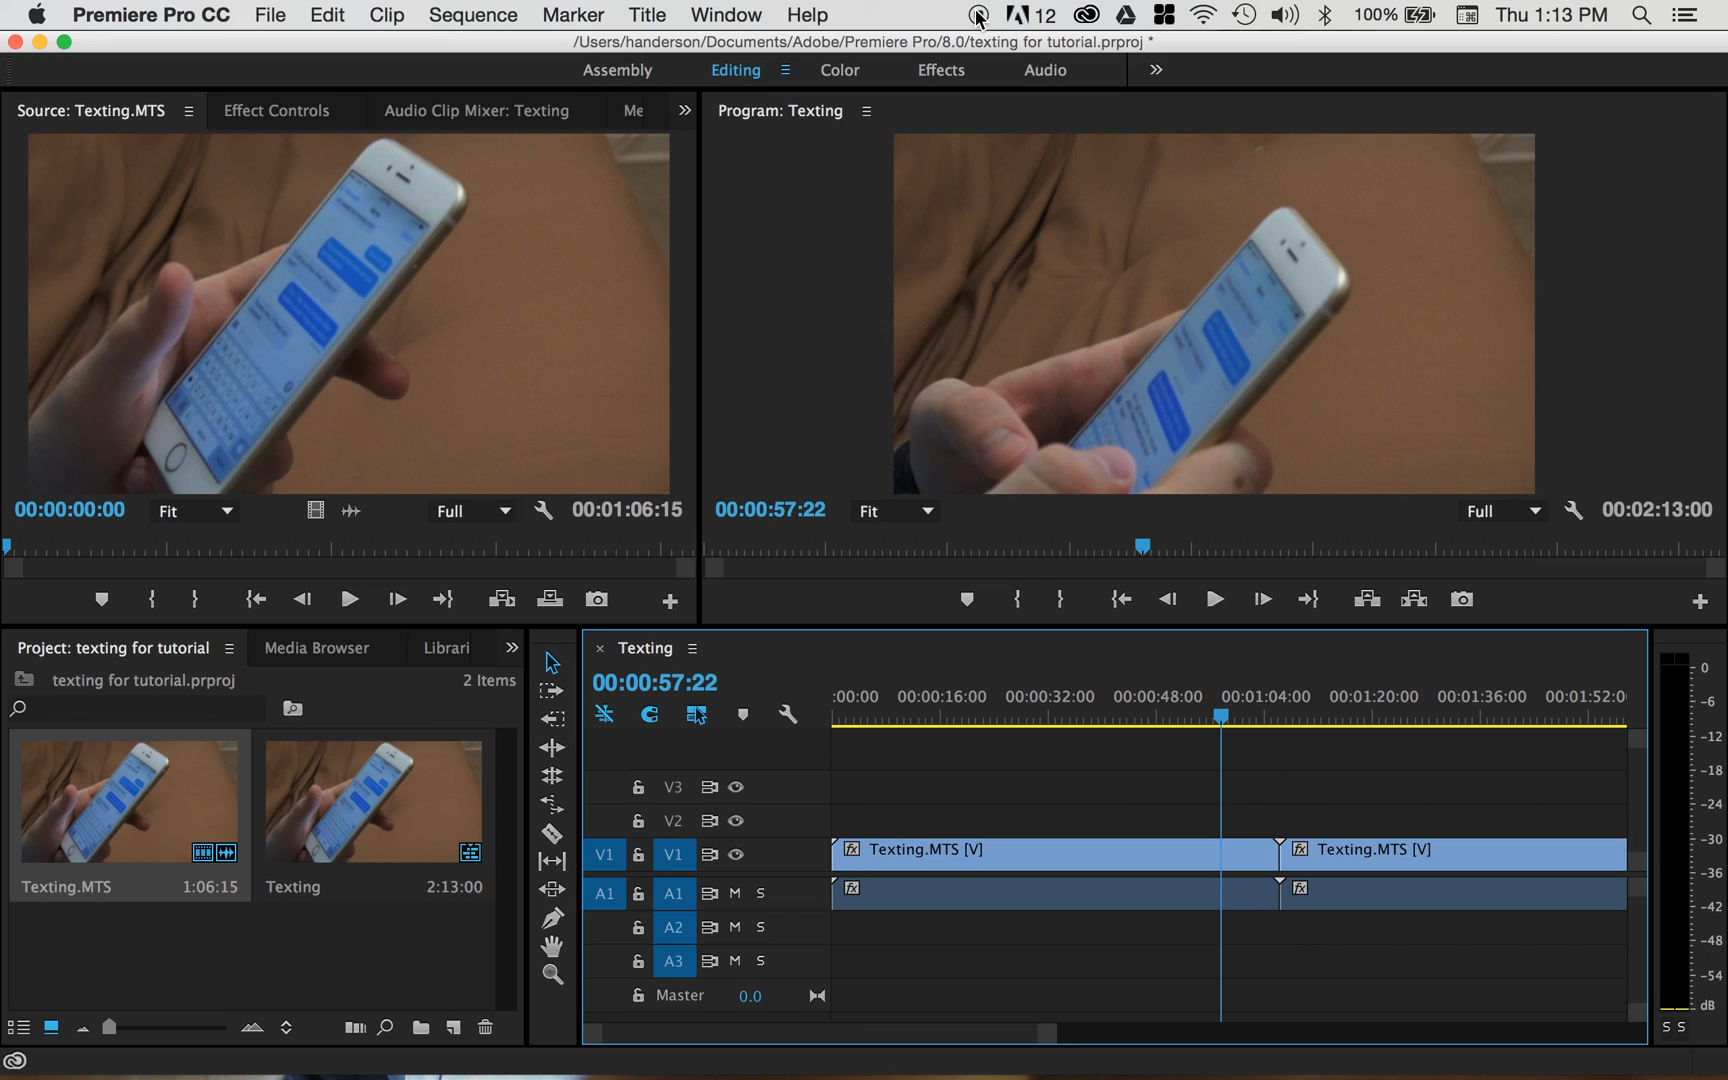 Premiere Pro CC File Edit Clip Sequence Marker Title Window Help 12 100% Thu 1:13 PM
/Users/handerson/Documents/Adobe/Premiere Pro/8.0/texting for tutorial.prproj *
Assembly Editing Color Effects Audio
Source: Texting.MTS Effect Controls Audio Clip Mixer: Texting Me
Program: Texting
00:00:00:00 Fit Full 00:01:06:15
00:00:57:22 Fit Full 00:02:13:00
Project: texting for tutorial Media Browser Librari
texting for tutorial.prproj 2 Items
Texting.MTS 1:06:15
Texting 2:13:00
× Texting
00:00:57:22
:00:00 00:00:16:00 00:00:32:00 00:00:48:00 00:01:04:00 00:01:20:00 00:01:36:00 00:01:52:0
V3
V2
V1 V1 fx Texting.MTS [V] fx Texting.MTS [V]
A1 A1 M S fx fx
A2 M S
A3 M S
Master 0.0
0
-6
-12
-18
-24
-30
-36
-42
-48
-54
dB
S S